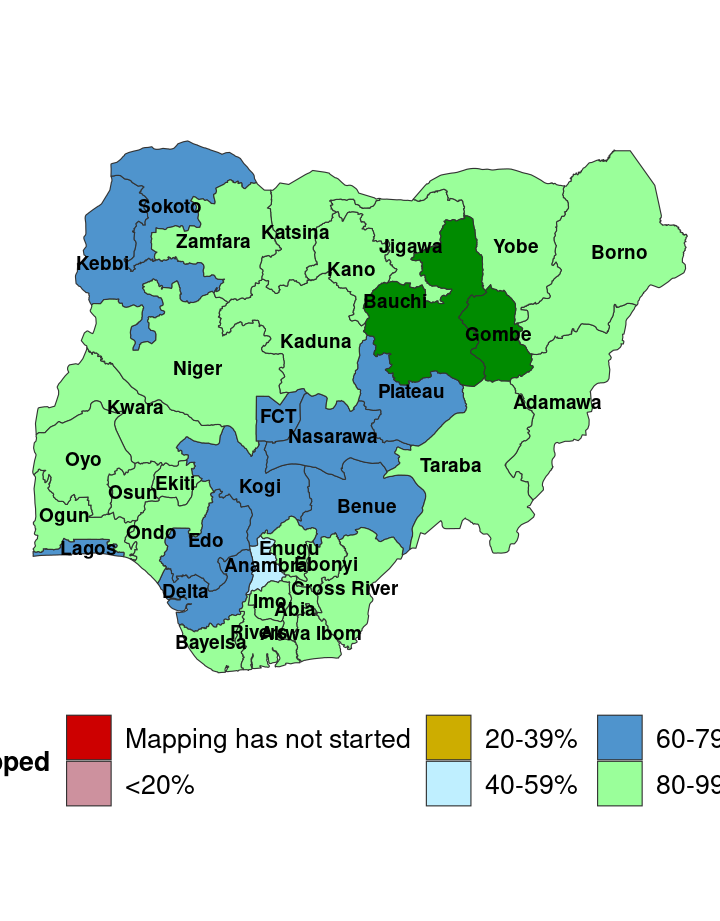 Sokoto
Katsina
Zamfara
Jigawa
Yobe
Borno
Kebbi
Kano
Bauchi
Kaduna
Gombe
Niger
Plateau
Adamawa
Kwara
FCT
Nasarawa
Oyo
Taraba
Ekiti
Osun
Kogi
Benue
Ogun
Ondo
Edo
Lagos
Enugu
Anambra
Ebonyi
Delta
Cross River
Imo
Abia
Rivers
Akwa Ibom
Bayelsa
Mapping has not started
20-39%
60-79
pped
<20%
40-59%
80-99